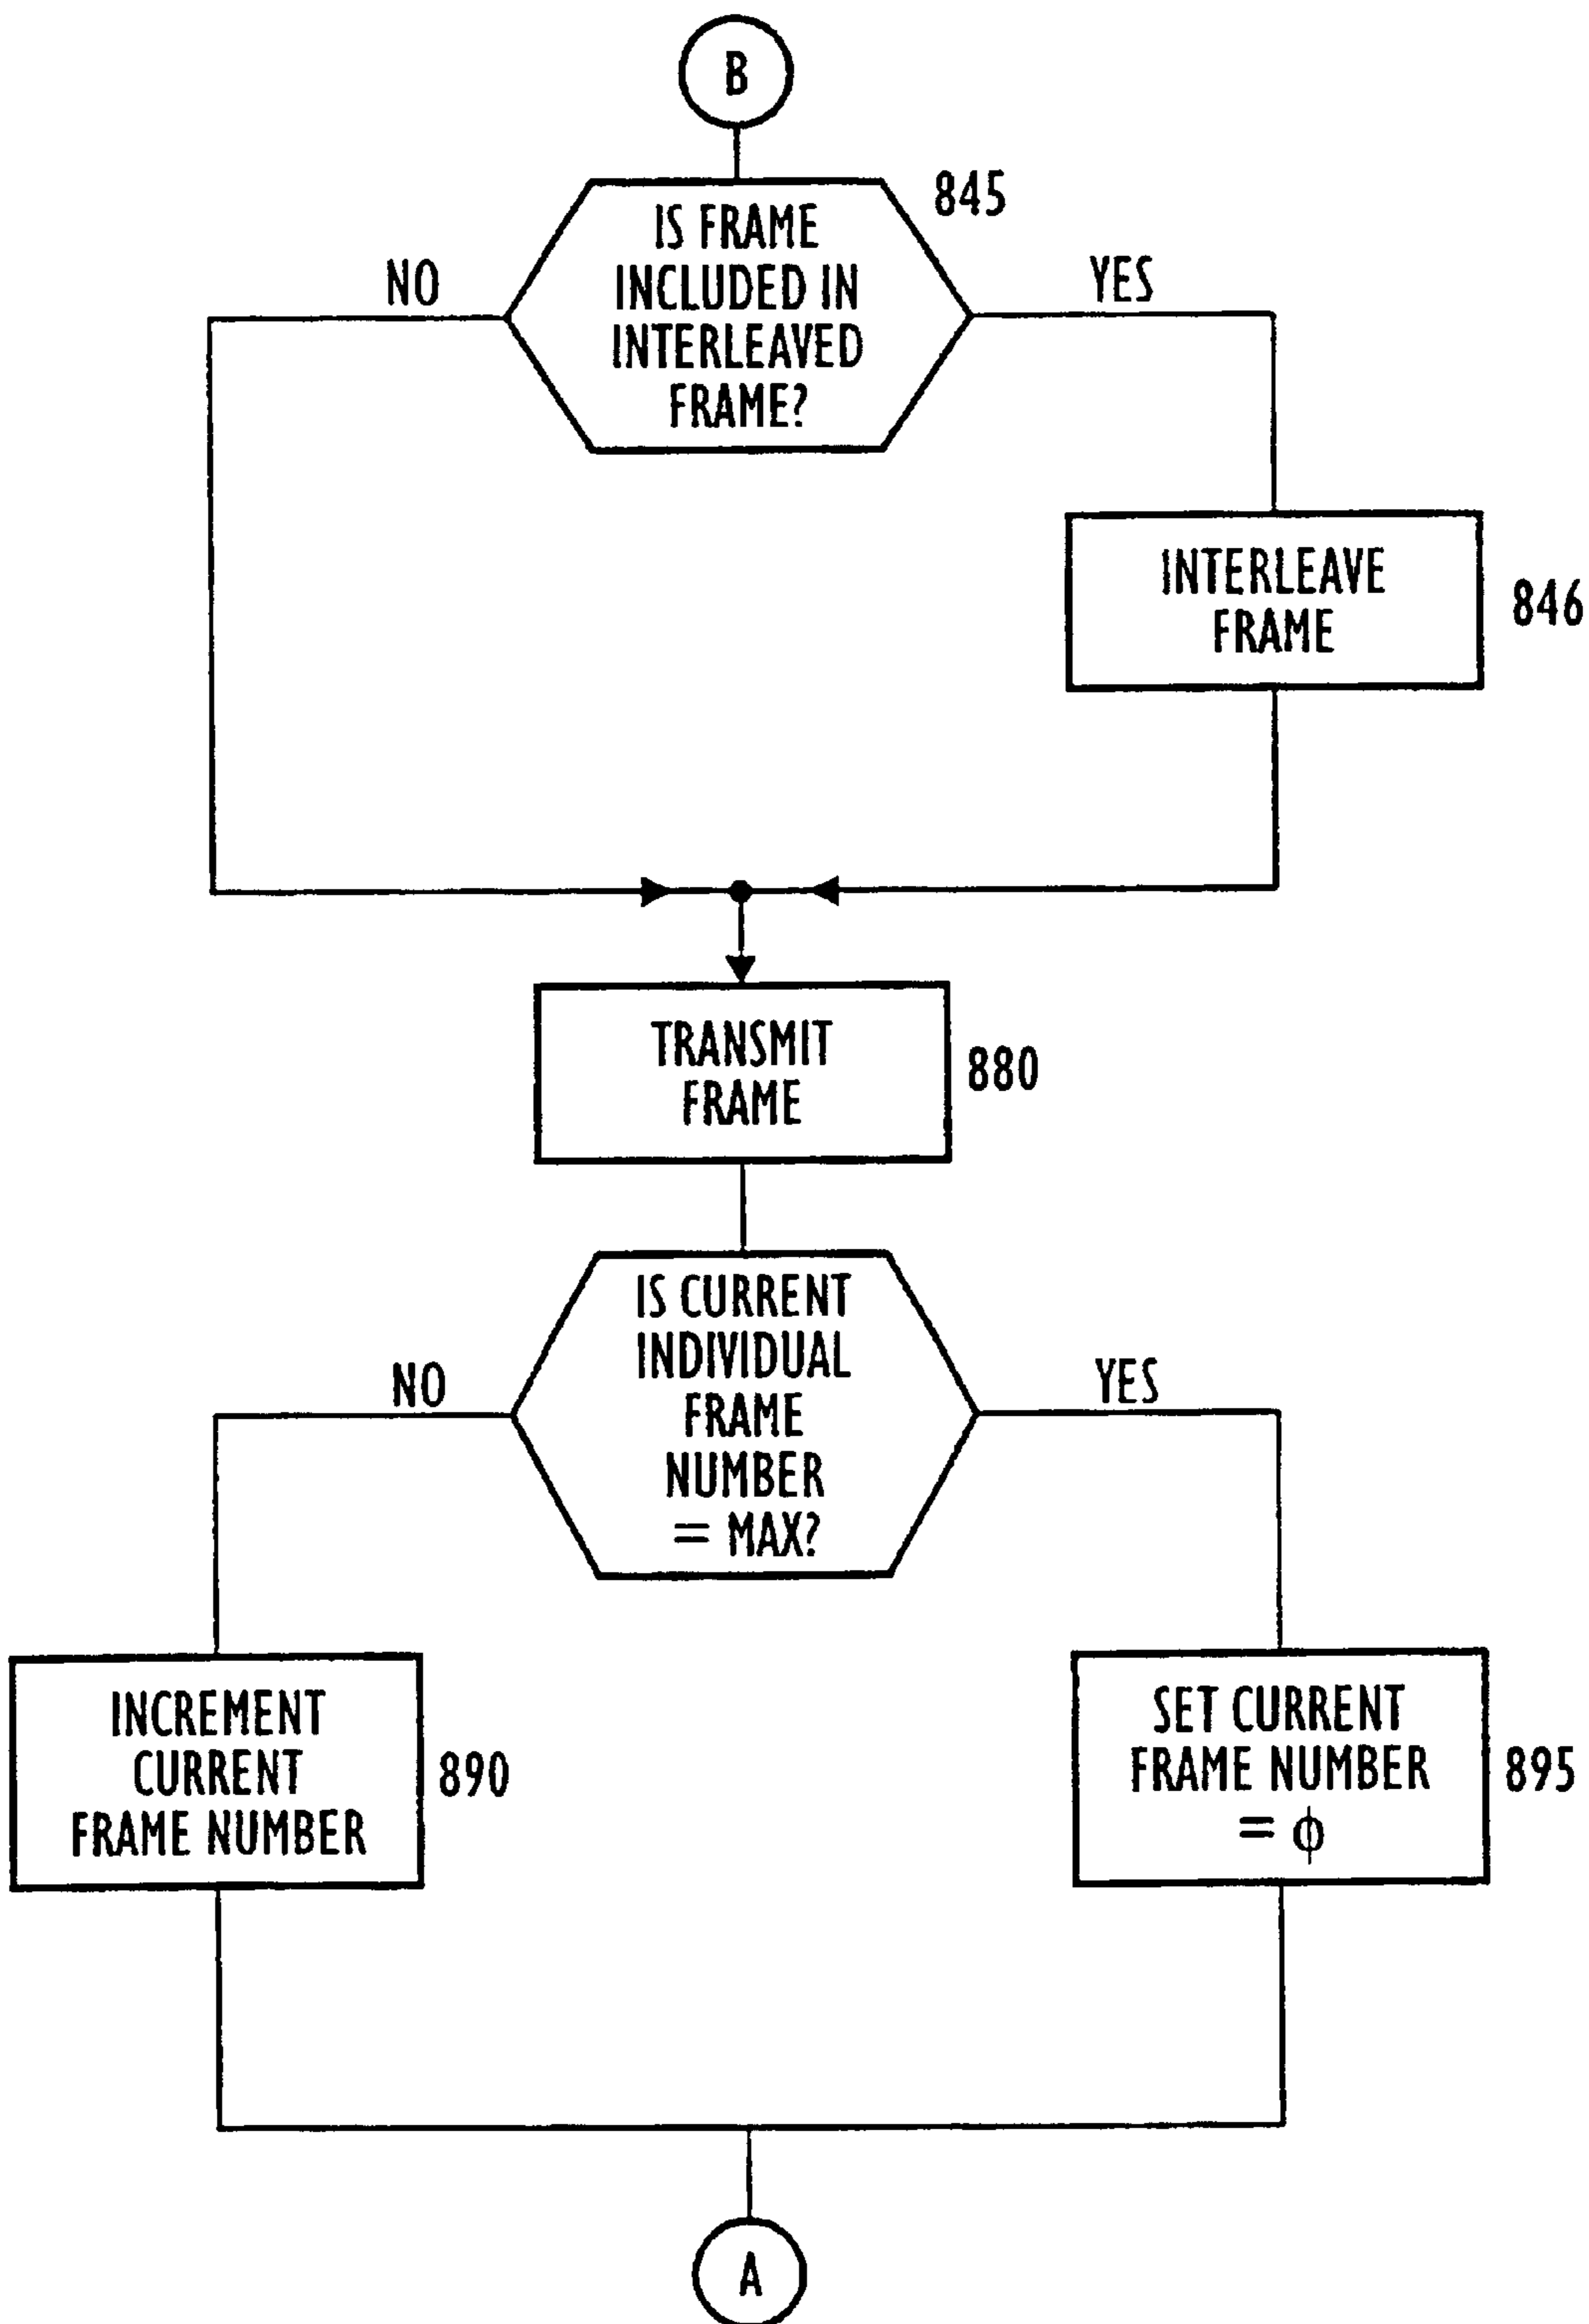 B
845
IS FRAME
INCLUDED IN
INTERLEAVED
FRAME?
NO
YES
INTERLEAVE
FRAME
846
TRANSMIT
FRAME
880
IS CURRENT
INDIVIDUAL
FRAME
NUMBER
= MAX?
NO
YES
INCREMENT
CURRENT
FRAME NUMBER
890
SET CURRENT
FRAME NUMBER
= ϕ
895
A